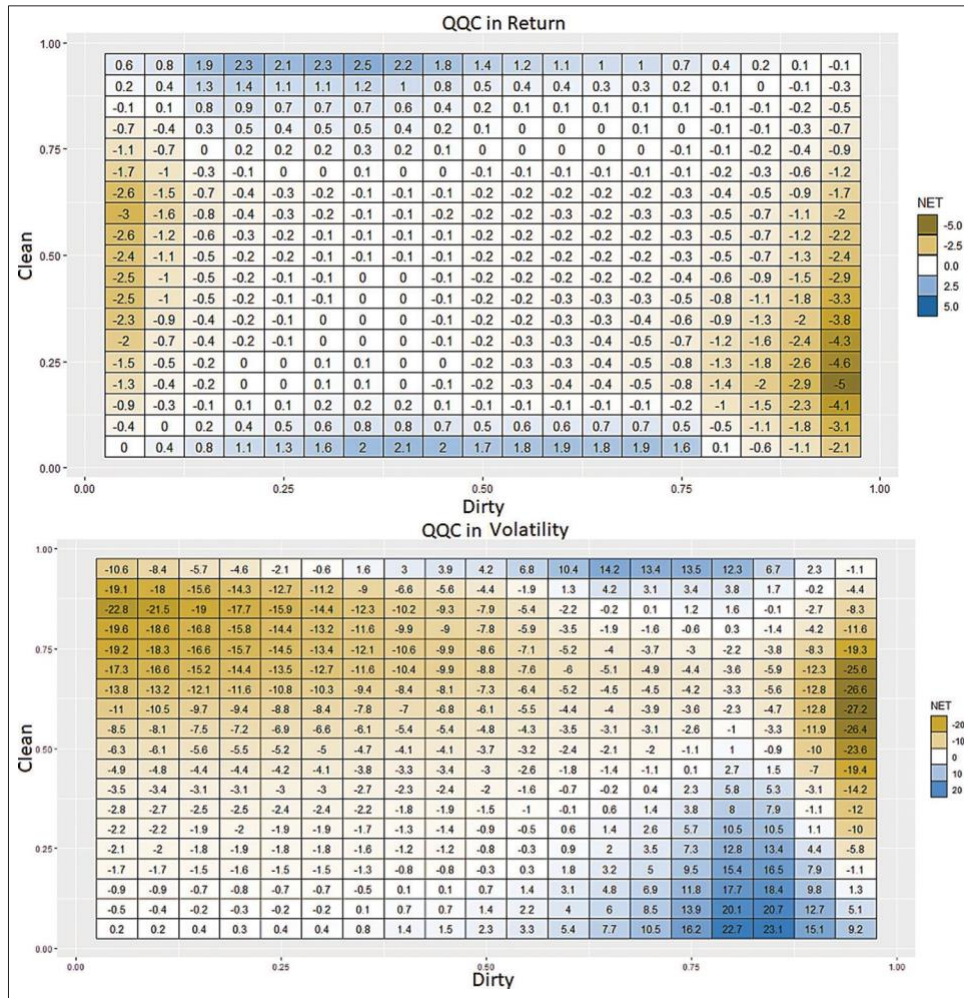 QQC in Return
1.00
0.6 0.8 1.9 2.3 2.1 2.3 2.5 2.2 1.8 1.4 1.2 1.1 1 1 0.7 0.4 0.2 0.1 -0.1
0.2 0.4 1.3 1.4 1.1 1.1 1.2 1 0.8 0.5 0.4 0.4 0.3 0.3 0.2 0.1 0 -0.1 -0.3
-0.1 0.1 0.8 0.9 0.7 0.7 0.7 0.6 0.4 0.2 0.1 0.1 0.1 0.1 0.1 -0.1 -0.1 -0.2 -0.5
-0.7 -0.4 0.3 0.5 0.4 0.5 0.5 0.4 0.2 0.1 0 0 0 0.1 0 -0.1 -0.1 -0.3 -0.7
0.75
-1.1 -0.7 0 0.2 0.2 0.2 0.3 0.2 0.1 0 0 0 0 0 -0.1 -0.1 -0.2 -0.4 -0.9
-1.7 -1 -0.3 -0.1 0 0 0.1 0 0 -0.1 -0.1 -0.1 -0.1 -0.1 -0.1 -0.2 -0.3 -0.6 -1.2
-2.6 -1.5 -0.7 -0.4 -0.3 -0.2 -0.1 -0.1 -0.1 -0.2 -0.2 -0.2 -0.2 -0.2 -0.3 -0.4 -0.5 -0.9 -1.7
-3 -1.6 -0.8 -0.4 -0.3 -0.2 -0.1 -0.1 -0.2 -0.2 -0.2 -0.3 -0.2 -0.3 -0.3 -0.5 -0.7 -1.1 -2
-2.6 -1.2 -0.6 -0.3 -0.2 -0.1 -0.1 -0.1 -0.1 -0.2 -0.2 -0.2 -0.2 -0.2 -0.3 -0.5 -0.7 -1.2 -2.2
0.50
-2.4 -1.1 -0.5 -0.2 -0.2 -0.1 -0.1 -0.1 -0.1 -0.2 -0.2 -0.2 -0.2 -0.2 -0.3 -0.5 -0.7 -1.3 -2.4
-2.5 -1 -0.5 -0.2 -0.1 -0.1 0 0 -0.1 -0.2 -0.2 -0.2 -0.2 -0.2 -0.4 -0.6 -0.9 -1.5 -2.9
-2.5 -1 -0.5 -0.2 -0.1 0 0 0 -0.1 -0.2 -0.2 -0.3 -0.3 -0.3 -0.5 -0.8 -1.1 -1.8 -3.3
-2.3 -0.9 -0.4 -0.2 -0.1 0 0 0 -0.1 -0.2 -0.2 -0.3 -0.3 -0.4 -0.6 -0.9 -1.3 -2 -3.8
-2 -0.7 -0.4 -0.2 -0.1 0 0 0 0 -0.2 -0.2 -0.3 -0.4 -0.5 -0.7 -1.2 -1.6 -2.4 -4.3
0.25
-1.5 -0.5 -0.2 0 0 0 0.1 0.1 0 -0.2 -0.3 -0.3 -0.4 -0.5 -0.8 -1.3 -1.8 -2.6 -4.6
-1.3 -0.4 -0.2 0 0 0.1 0.1 0.1 0 -0.2 -0.3 -0.4 -0.4 -0.5 -0.8 -1.4 -2 -2.9 -5
-0.9 -0.3 -0.1 0.1 0.1 0.2 0.2 0.2 0.1 -0.1 -0.1 -0.1 -0.1 -0.1 -0.2 -1 -1.5 -2.3 -4.1
-0.4 0 0.2 0.4 0.5 0.6 0.8 0.8 0.7 0.5 0.6 0.6 0.7 0.7 0.5 -0.5 -1.1 -1.8 -3.1
0 0.4 0.8 1.1 1.3 1.6 2 2.1 2 1.7 1.8 1.9 1.8 1.9 1.6 0.1 -0.6 -1.1 -2.1
0.00
0.00 0.25 0.50 0.75 1.00
Clean
Dirty
NET
-5.0
-2.5
0.0
2.5
5.0
QQC in Volatility
1.00
-10.6 -8.4 -5.7 -4.6 -2.1 -0.6 1.6 3 3.9 4.2 6.8 10.4 14.2 13.4 13.5 12.3 6.7 2.3 -1.1
-19.1 -18 -15.6 -14.3 -12.7 -11.2 -9 -6.6 -5.6 -4.4 -1.9 1.3 4.2 3.1 3.4 3.8 1.7 -0.2 -4.4
-22.8 -21.5 -19 -17.7 -15.9 -14.4 -12.3 -10.2 -9.3 -7.9 -5.4 -2.2 -0.2 0.1 1.2 1.6 -0.1 -2.7 -8.3
-19.6 -18.6 -16.8 -15.8 -14.4 -13.2 -11.6 -9.9 -9 -7.8 -5.9 -3.5 -1.9 -1.6 -0.6 0.3 -1.4 -4.2 -11.6
0.75
-19.2 -18.3 -16.6 -15.7 -14.5 -13.4 -12.1 -10.6 -9.9 -8.6 -7.1 -5.2 -4 -3.7 -3 -2.2 -3.8 -8.3 -19.3
-17.3 -16.6 -15.2 -14.4 -13.5 -12.7 -11.6 -10.4 -9.9 -8.8 -7.6 -6 -5.1 -4.9 -4.4 -3.6 -5.9 -12.3 -25.6
-13.8 -13.2 -12.1 -11.6 -10.8 -10.3 -9.4 -8.4 -8.1 -7.3 -6.4 -5.2 -4.5 -4.5 -4.2 -3.3 -5.6 -12.8 -26.6
-11 -10.5 -9.7 -9.4 -8.8 -8.4 -7.8 -7 -6.8 -6.1 -5.5 -4.4 -4 -3.9 -3.6 -2.3 -4.7 -12.8 -27.2
-8.5 -8.1 -7.5 -7.2 -6.9 -6.6 -6.1 -5.4 -5.4 -4.8 -4.3 -3.5 -3.1 -3.1 -2.6 -1 -3.3 -11.9 -26.4
0.50
-6.3 -6.1 -5.6 -5.5 -5.2 -5 -4.7 -4.1 -4.1 -3.7 -3.2 -2.4 -2.1 -2 -1.1 1 -0.9 -10 -23.6
-4.9 -4.8 -4.4 -4.4 -4.2 -4.1 -3.8 -3.3 -3.4 -3 -2.6 -1.8 -1.4 -1.1 0.1 2.7 1.5 -7 -19.4
-3.5 -3.4 -3.1 -3.1 -3 -3 -2.7 -2.3 -2.4 -2 -1.6 -0.7 -0.2 0.4 2.3 5.8 5.3 -3.1 -14.2
-2.8 -2.7 -2.5 -2.5 -2.4 -2.4 -2.2 -1.8 -1.9 -1.5 -1 -0.1 0.6 1.4 3.8 8 7.9 -1.1 -12
-2.2 -2.2 -1.9 -2 -1.9 -1.9 -1.7 -1.3 -1.4 -0.9 -0.5 0.6 1.4 2.6 5.7 10.5 10.5 1.1 -10
0.25
-2.1 -2 -1.8 -1.9 -1.8 -1.8 -1.6 -1.2 -1.2 -0.8 -0.3 0.9 2 3.5 7.3 12.8 13.4 4.4 -5.8
-1.7 -1.7 -1.5 -1.6 -1.5 -1.5 -1.3 -0.8 -0.8 -0.3 0.3 1.8 3.2 5 9.5 15.4 16.5 7.9 -1.1
-0.9 -0.9 -0.7 -0.8 -0.7 -0.7 -0.5 0.1 0.1 0.7 1.4 3.1 4.8 6.9 11.8 17.7 18.4 9.8 1.3
-0.5 -0.4 -0.2 -0.3 -0.2 -0.2 0.1 0.7 0.7 1.4 2.2 4 6 8.5 13.9 20.1 20.7 12.7 5.1
0.2 0.2 0.4 0.3 0.4 0.4 0.8 1.4 1.5 2.3 3.3 5.4 7.7 10.5 16.2 22.7 23.1 15.1 9.2
0.00
0.00 0.25 0.50 0.75 1.00
Clean
Dirty
NET
-20
-10
0
10
20